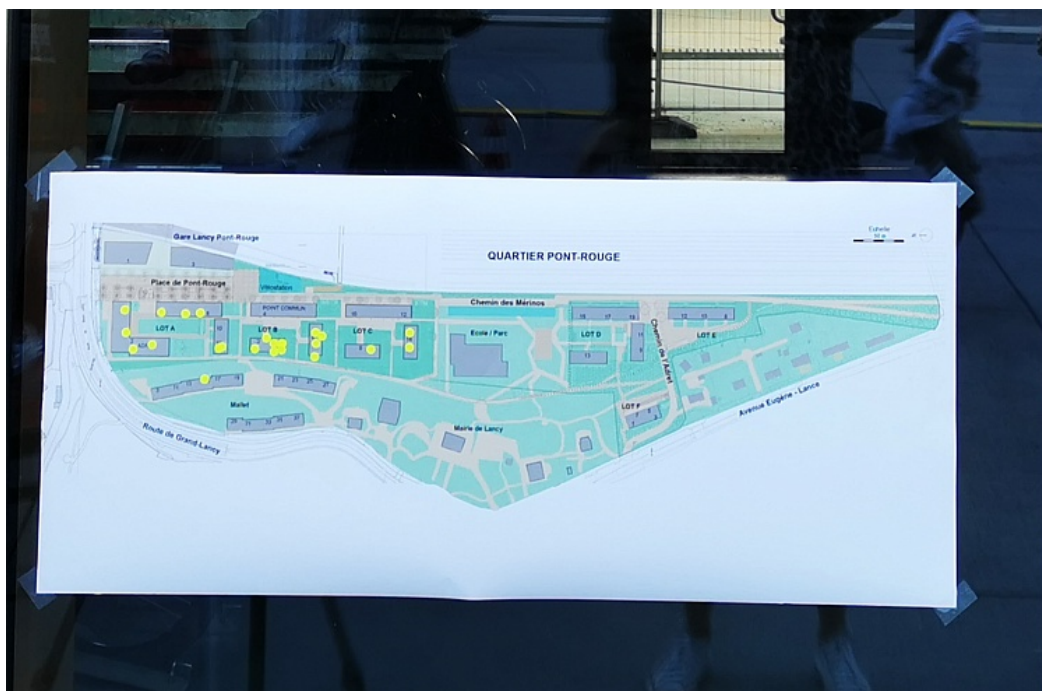 Gare Lancy Pont-Rouge
Echelle
50 m
QUARTIER PONT-ROUGE
Place de Pont-Rouge
Vélostation
Chemin des Mérinos
POINT COMMUN
LOT A
LOT B
LOT C
Ecole / Parc
LOT D
LOT E
Chemin de l'Adret
LOT F
Mallet
Mairie de Lancy
Route de Grand-Lancy
Avenue Eugène - Lance